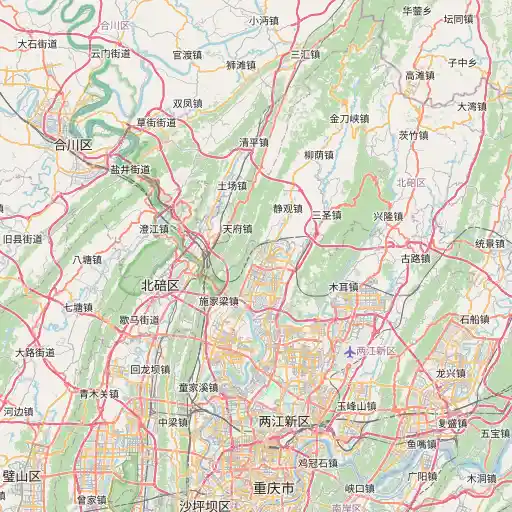 华蓥乡
小沔镇
坛同镇
合川区
大石街道
云门街道
官渡镇
三汇镇
狮滩镇
子中乡
高滩镇
双凤镇
大湾镇
草街街道
金刀峡镇
茨竹镇
合川区
清平镇
柳荫镇
盐井街道
土场镇
北碚区
静观镇
三圣镇
兴隆镇
澄江镇
天府镇
旧县街道
统景镇
八塘镇
古路镇
北碚区
木耳镇
施家梁镇
七塘镇
歇马街道
石船镇
大路街道
两江新区
回龙坝镇
龙兴镇
童家溪镇
青木关镇
玉峰山镇
河边镇
中梁镇
两江新区
复盛镇
五宝镇
鱼嘴镇
鸡冠石镇
璧山区
广阳镇
木洞镇
重庆市
峡口镇
曾家镇
沙坪坝区
南岸区